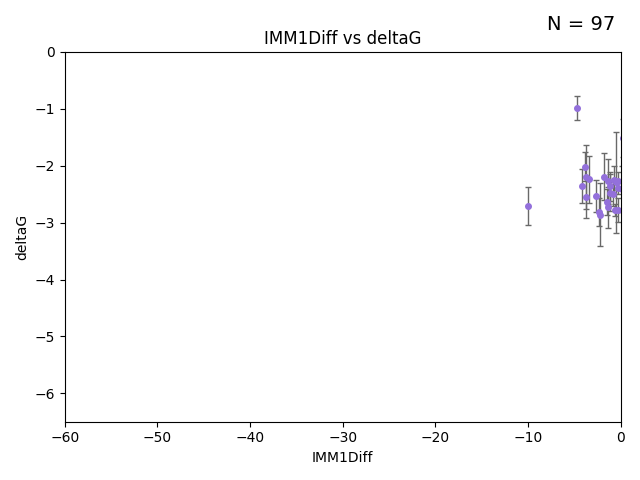 N = 97
IMM1Diff vs deltaG
0
−1
−2
−3
−4
−5
−6
deltaG
−60 −50 −40 −30 −20 −10 0
IMM1Diff